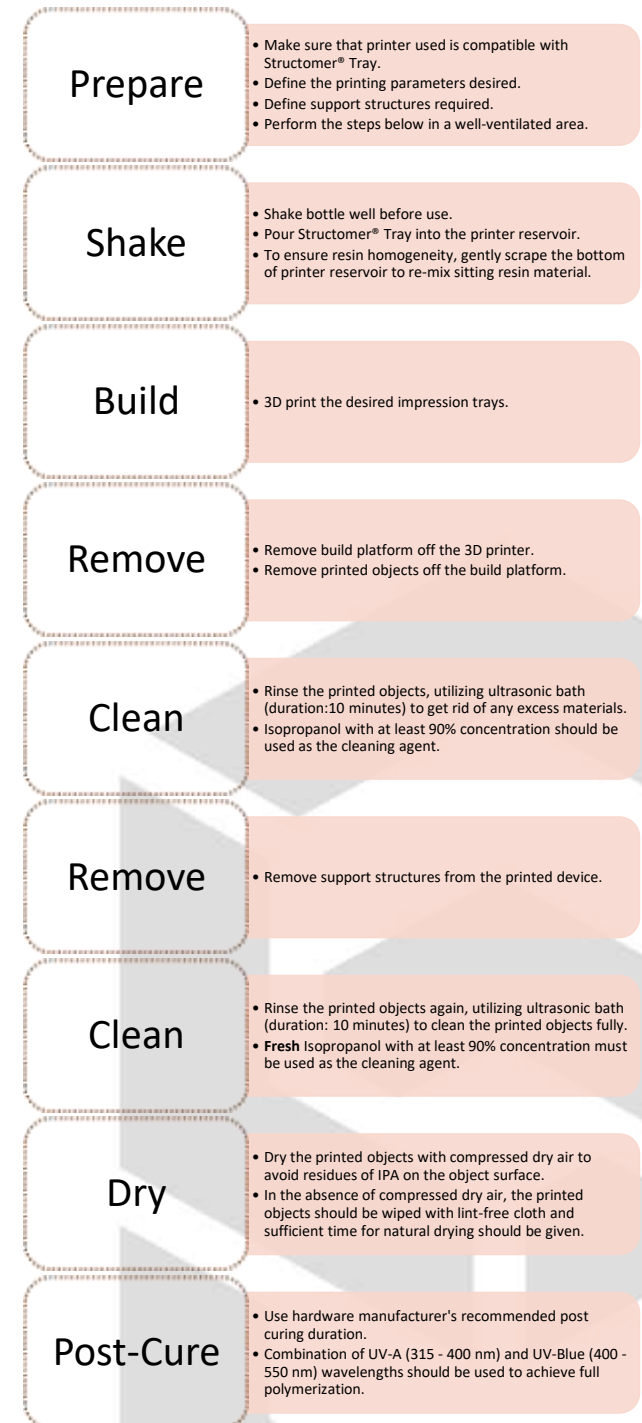 Prepare
• Make sure that printer used is compatible with
Structomer® Tray.
• Define the printing parameters desired.
• Define support structures required.
• Perform the steps below in a well-ventilated area.
Shake
• Shake bottle well before use.
• Pour Structomer® Tray into the printer reservoir.
• To ensure resin homogeneity, gently scrape the bottom
of printer reservoir to re-mix sitting resin material.
Build
• 3D print the desired impression trays.
Remove
• Remove build platform off the 3D printer.
• Remove printed objects off the build platform.
Clean
• Rinse the printed objects, utilizing ultrasonic bath
(duration:10 minutes) to get rid of any excess materials.
• Isopropanol with at least 90% concentration should be
used as the cleaning agent.
Remove
• Remove support structures from the printed device.
Clean
• Rinse the printed objects again, utilizing ultrasonic bath
(duration: 10 minutes) to clean the printed objects fully.
• Fresh Isopropanol with at least 90% concentration must
be used as the cleaning agent.
Dry
• Dry the printed objects with compressed dry air to
avoid residues of IPA on the object surface.
• In the absence of compressed dry air, the printed
objects should be wiped with lint-free cloth and
sufficient time for natural drying should be given.
Post-Cure
• Use hardware manufacturer's recommended post
curing duration.
• Combination of UV-A (315 - 400 nm) and UV-Blue (400 -
550 nm) wavelengths should be used to achieve full
polymerization.